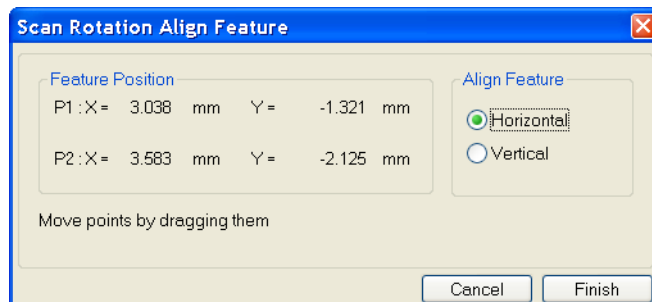 Scan Rotation Align Feature
Feature Position
P1 : X = 3.038 mm Y = -1.321 mm
P2 : X = 3.583 mm Y = -2.125 mm
Align Feature
Horizontal
Vertical
Move points by dragging them
Cancel Finish